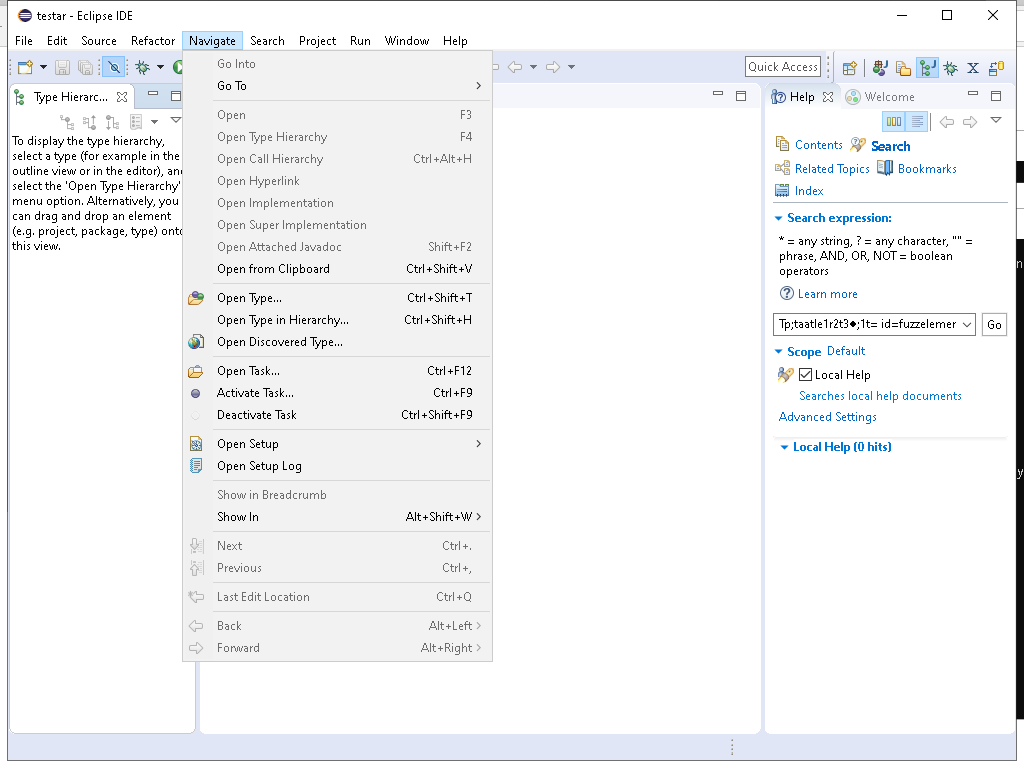 testar - Eclipse IDE
File Edit Source Refactor Navigate Search Project Run Window Help
Quick Access
Type Hierarc...
To display the type hierarchy,
select a type (for example in the
outline view or in the editor), and
select the 'Open Type Hierarchy'
menu option. Alternatively, you
can drag and drop an element
(e.g. project, package, type) onto
this view.
Go Into
Go To
Open F3
Open Type Hierarchy F4
Open Call Hierarchy Ctrl+Alt+H
Open Hyperlink
Open Implementation
Open Super Implementation
Open Attached Javadoc Shift+F2
Open from Clipboard Ctrl+Shift+V
Open Type... Ctrl+Shift+T
Open Type in Hierarchy... Ctrl+Shift+H
Open Discovered Type...
Open Task... Ctrl+F12
Activate Task... Ctrl+F9
Deactivate Task Ctrl+Shift+F9
Open Setup
Open Setup Log
Show in Breadcrumb
Show In Alt+Shift+W
Next Ctrl+.
Previous Ctrl+,
Last Edit Location Ctrl+Q
Back Alt+Left
Forward Alt+Right
Help Welcome
Contents Search
Related Topics Bookmarks
Index
Search expression:
* = any string, ? = any character, "" =
phrase, AND, OR, NOT = boolean
operators
Learn more
Tp;taatle1r2t3◆;1t= id=fuzzelemer Go
Scope Default
Local Help
Searches local help documents
Advanced Settings
Local Help (0 hits)